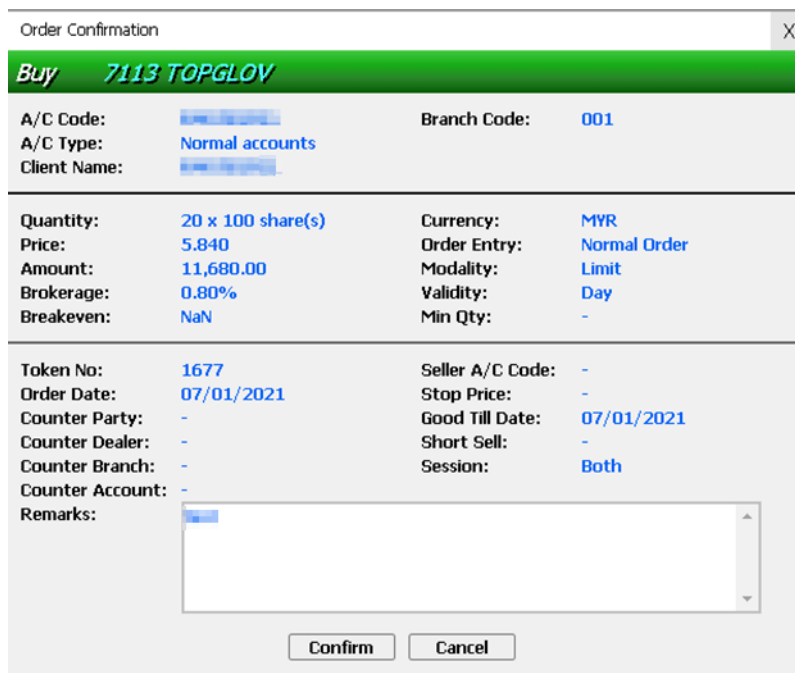 Order Confirmation X
Buy 7113 TOPGLOV
A/C Code: Branch Code: 001
A/C Type: Normal accounts
Client Name:
Quantity: 20 x 100 share(s) Currency: MYR
Price: 5.840 Order Entry: Normal Order
Amount: 11,680.00 Modality: Limit
Brokerage: 0.80% Validity: Day
Breakeven: NaN Min Qty: -
Token No: 1677 Seller A/C Code: -
Order Date: 07/01/2021 Stop Price: -
Counter Party: - Good Till Date: 07/01/2021
Counter Dealer: - Short Sell: -
Counter Branch: - Session: Both
Counter Account: -
Remarks:
Confirm Cancel